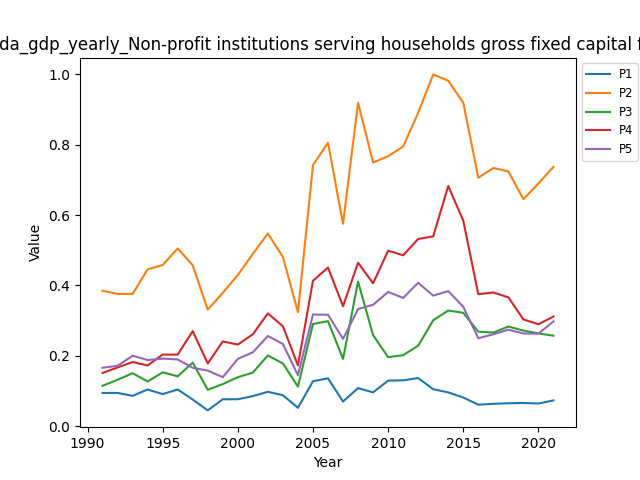 da_gdp_yearly_Non-profit institutions serving households gross fixed capital
P1
P2
P3
P4
P5
1.0
0.8
0.6
0.4
0.2
0.0
Value
1990
1995
2000
2005
2010
2015
2020
Year